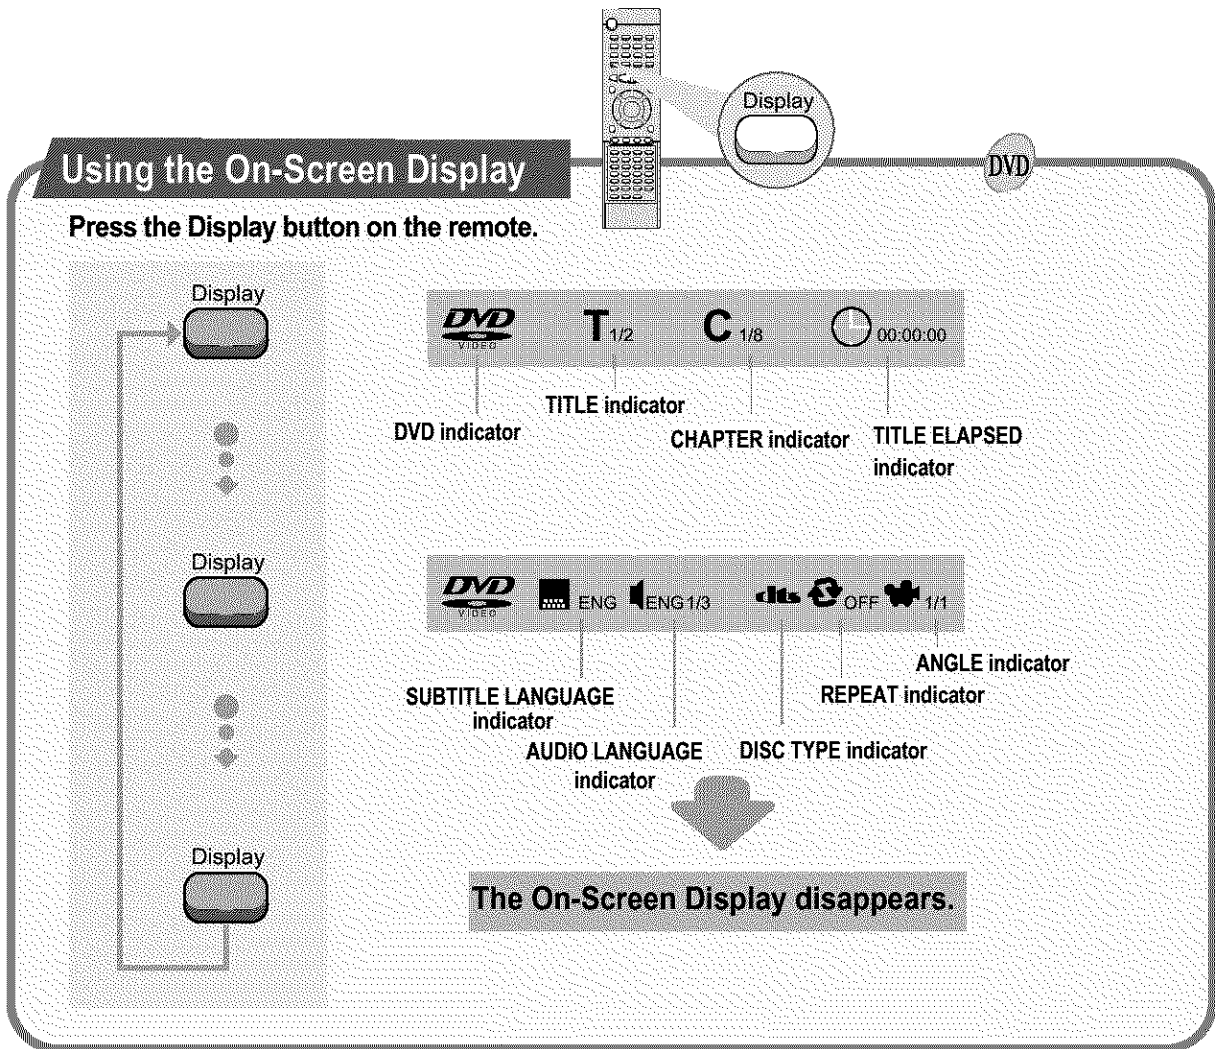 Display
Using the On-Screen Display
DVD
Press the Display button on the remote.
Display
DVD VIDEO T 1/2 C 1/8 00:00:00
DVD indicator
TITLE indicator
CHAPTER indicator
TITLE ELAPSED
indicator
Display
DVD VIDEO ENG ENG 1/3 dts OFF 1/1
SUBTITLE LANGUAGE
indicator
AUDIO LANGUAGE
indicator
DISC TYPE indicator
REPEAT indicator
ANGLE indicator
Display
The On-Screen Display disappears.